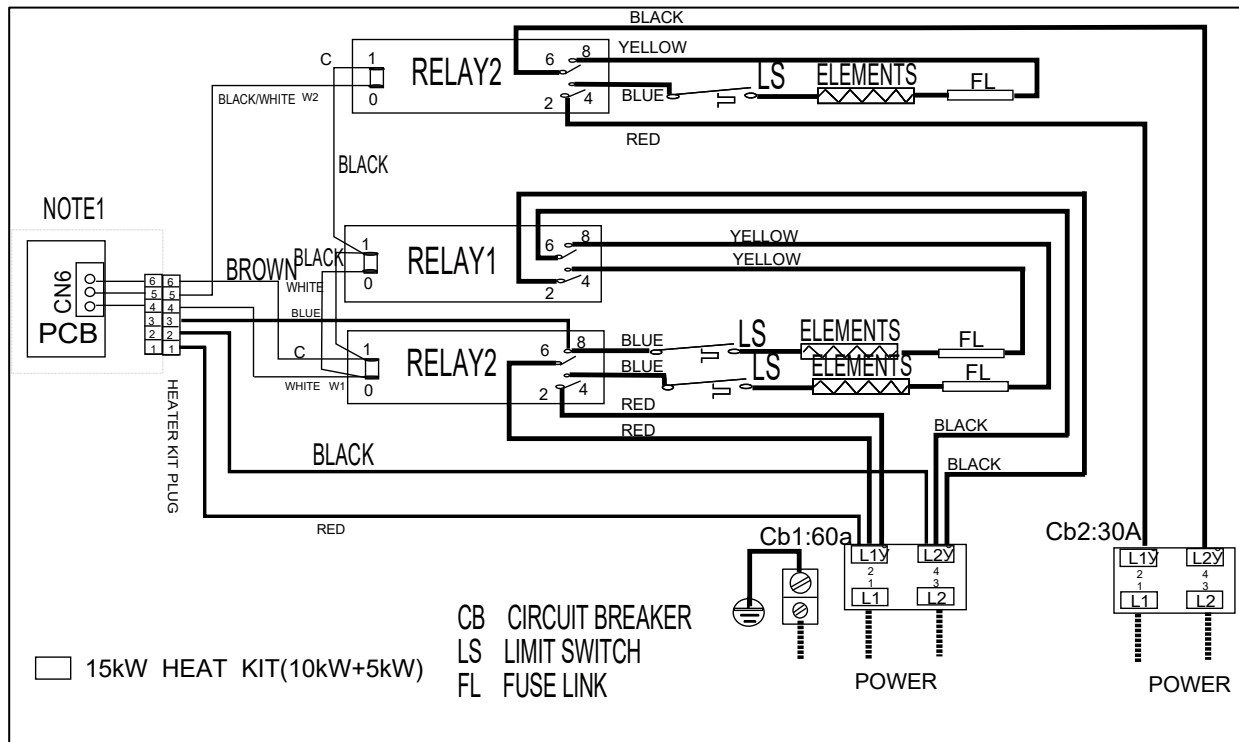 BLACK
YELLOW
C 1
RELAY2
6 8
LS ELEMENTS FL
BLACK/WHITE W2
0
2 4
BLUE
RED
BLACK
NOTE1
1
BLACK
RELAY1
6 8
YELLOW
YELLOW
BROWN
WHITE
0
2 4
CN6
PCB
6 6
5 5
4 4
3 3
2 2
1 1
HEATER KIT PLUG
BLUE
C 1
RELAY2
6 8
BLUE
LS ELEMENTS FL
BLUE
LS ELEMENTS FL
WHITE W1
0
2 4
RED
RED
BLACK
BLACK
BLACK
RED
Cb1:60a
L1У L2У
2 4
1 3
L1 L2
POWER
Cb2:30A
L1У L2У
2 4
1 3
L1 L2
POWER
CB CIRCUIT BREAKER
LS LIMIT SWITCH
FL FUSE LINK
15kW HEAT KIT(10kW+5kW)